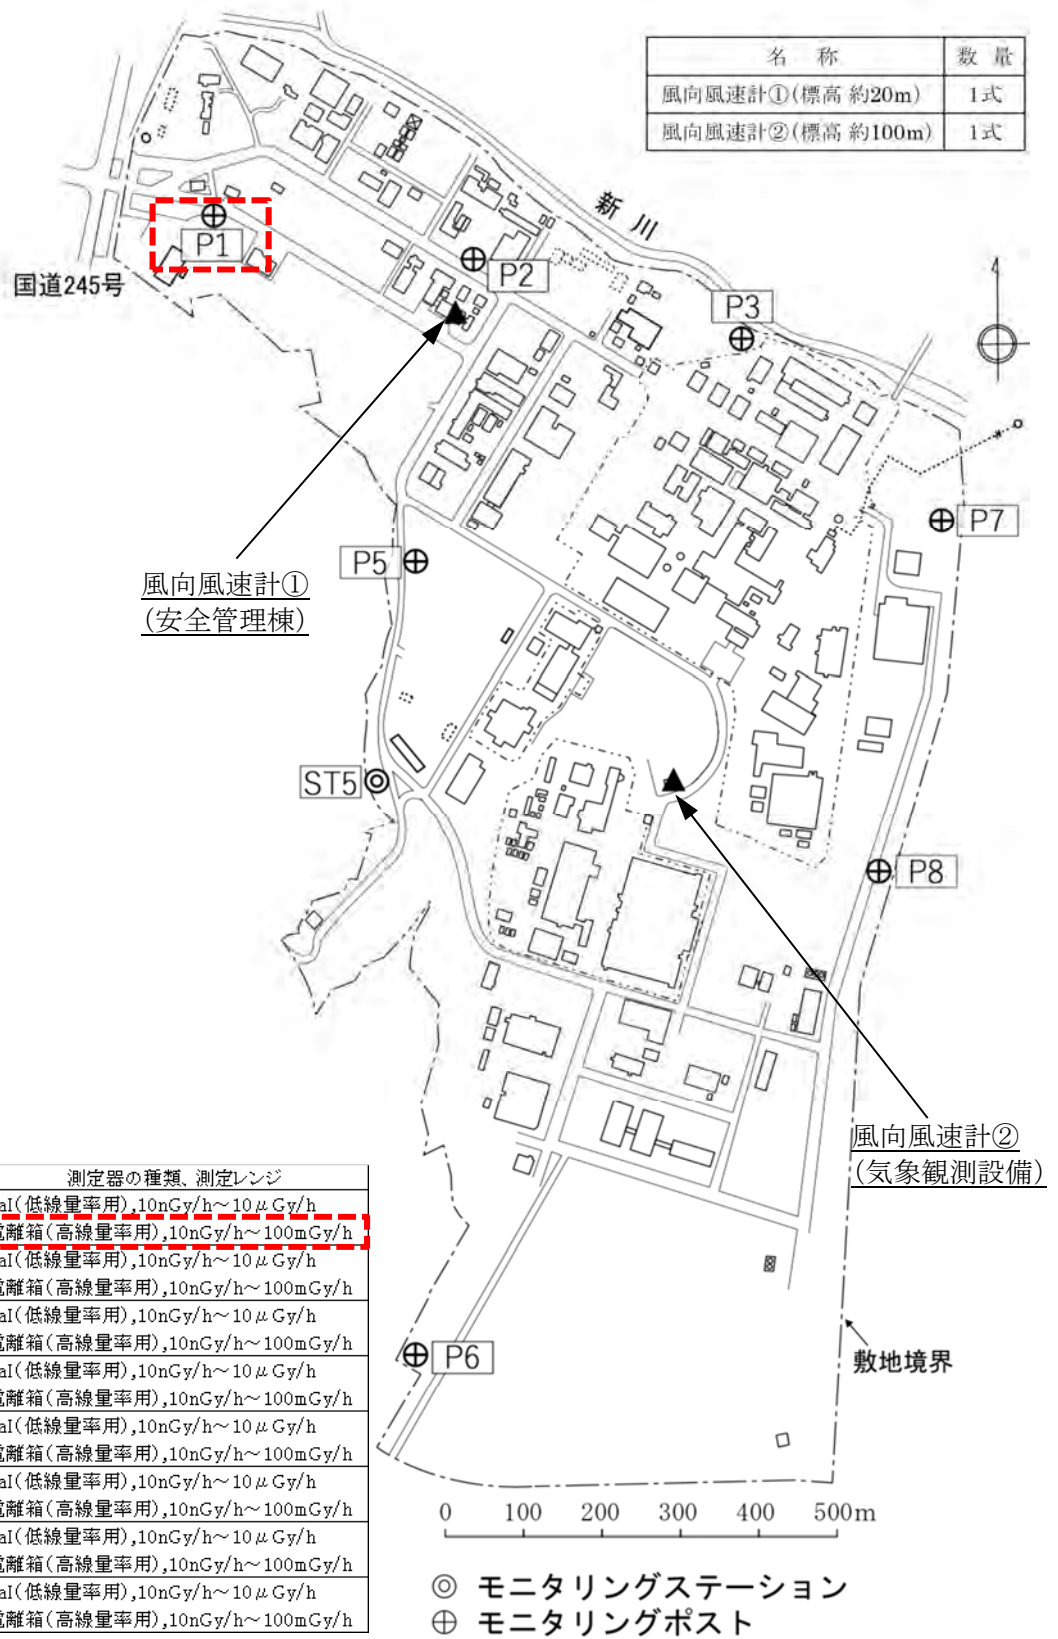 名 称 数 量
風向風速計①(標高 約20m) 1式
風向風速計②(標高 約100m) 1式
新川
P1
国道245号
P2
P3
P7
P5
風向風速計①
(安全管理棟)
ST5
P8
風向風速計②
(気象観測設備)
測定器の種類、測定レンジ
aI(低線量率用),10nGy/h～10μGy/h
電離箱(高線量率用),10nGy/h～100mGy/h
aI(低線量率用),10nGy/h～10μGy/h
電離箱(高線量率用),10nGy/h～100mGy/h
aI(低線量率用),10nGy/h～10μGy/h
電離箱(高線量率用),10nGy/h～100mGy/h
aI(低線量率用),10nGy/h～10μGy/h
電離箱(高線量率用),10nGy/h～100mGy/h
aI(低線量率用),10nGy/h～10μGy/h
電離箱(高線量率用),10nGy/h～100mGy/h
aI(低線量率用),10nGy/h～10μGy/h
電離箱(高線量率用),10nGy/h～100mGy/h
aI(低線量率用),10nGy/h～10μGy/h
電離箱(高線量率用),10nGy/h～100mGy/h
aI(低線量率用),10nGy/h～10μGy/h
電離箱(高線量率用),10nGy/h～100mGy/h
P6
敷地境界
0 100 200 300 400 500m
◎ モニタリングステーション
⊕ モニタリングポスト